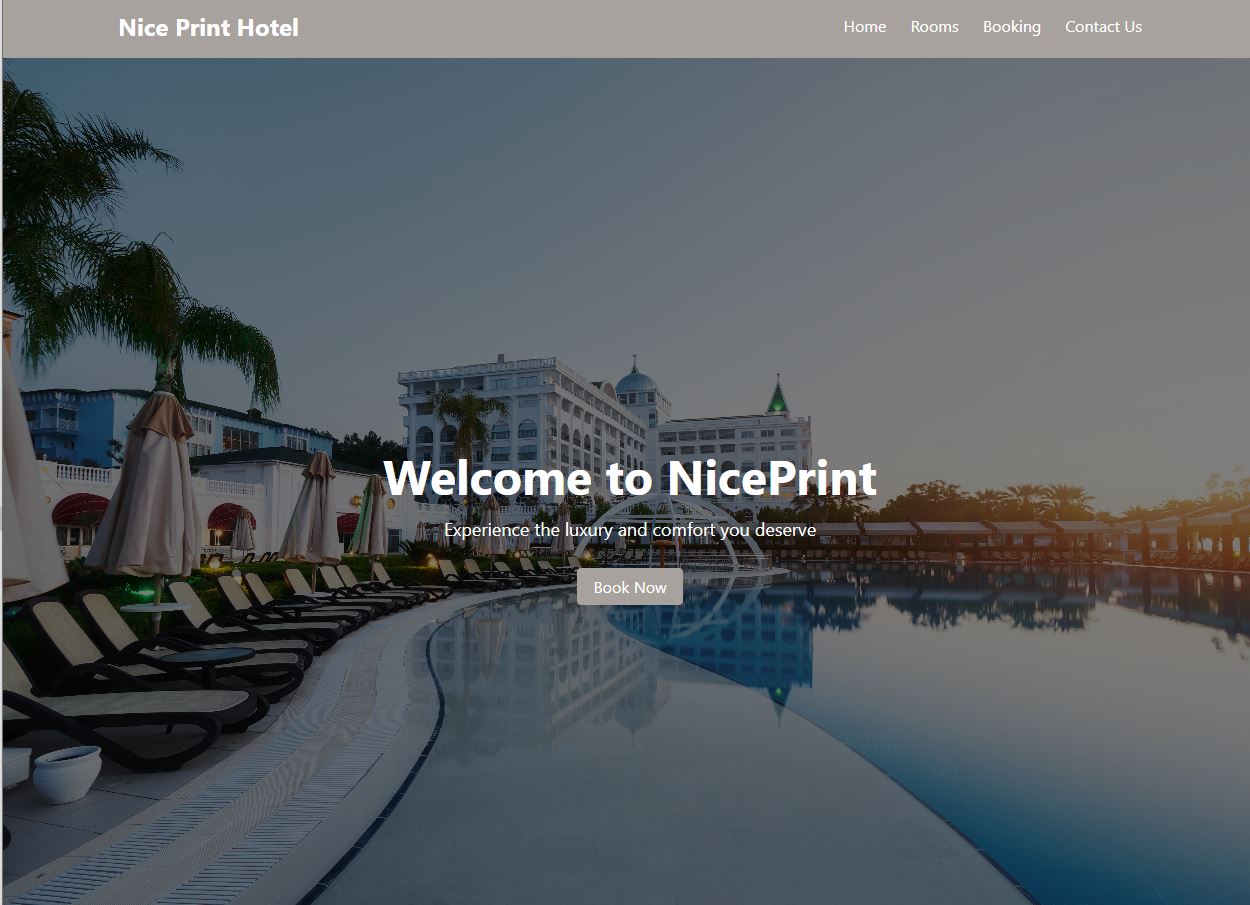 Nice Print Hotel
Home Rooms Booking Contact Us
Welcome to NicePrint
Experience the luxury and comfort you deserve
Book Now